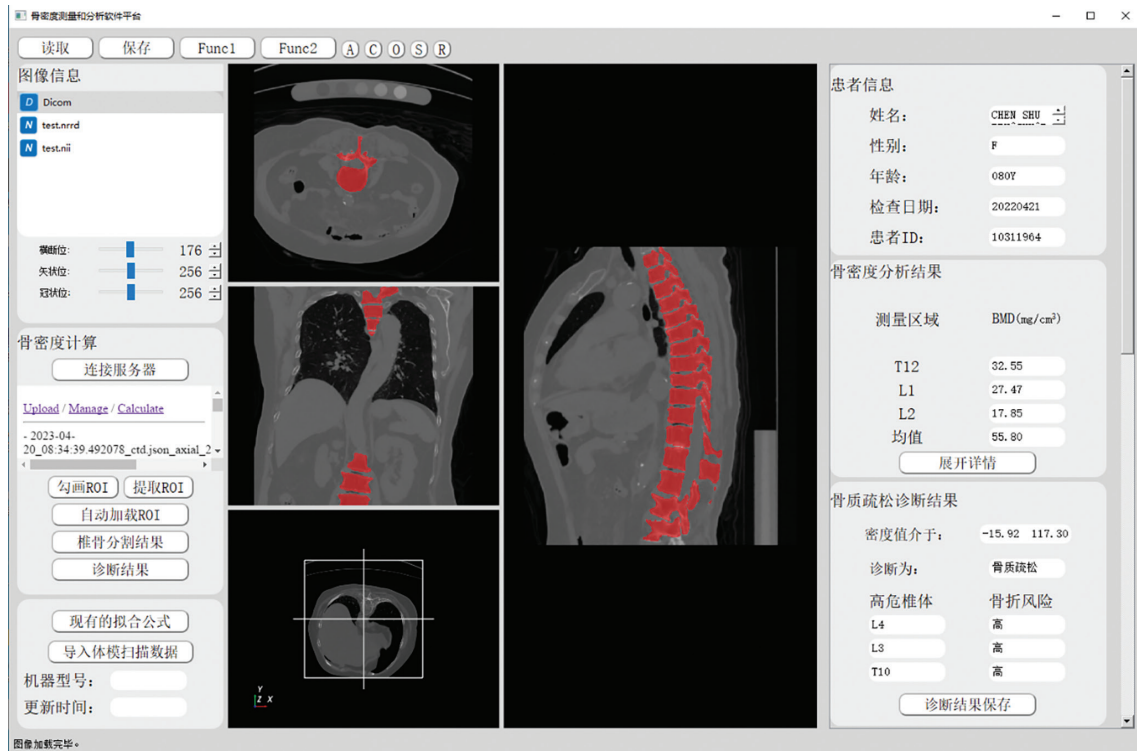 骨密度测量和分析软件平台
读取 保存 Func1 Func2 A C O S R
图像信息
D Dicom
N test.nrrd
N test.nii
横断位: 176
矢状位: 256
冠状位: 256
骨密度计算
连接服务器
Upload / Manage / Calculate
- 2023-04-
20_08:34:39.492078_ctd.json_axial_2
勾画ROI 提取ROI
自动加载ROI
椎骨分割结果
诊断结果
现有的拟合公式
导入体模扫描数据
机器型号:
更新时间:
图像加载完毕。
Y
Z X
患者信息
姓名: CHEN SHU
性别: F
年龄: 080Y
检查日期: 20220421
患者ID: 10311964
骨密度分析结果
测量区域 BMD(mg/cm³)
T12 32.55
L1 27.47
L2 17.85
均值 55.80
展开详情
骨质疏松诊断结果
密度值介于: -15.92 117.30
诊断为: 骨质疏松
高危椎体 骨折风险
L4 高
L3 高
T10 高
诊断结果保存